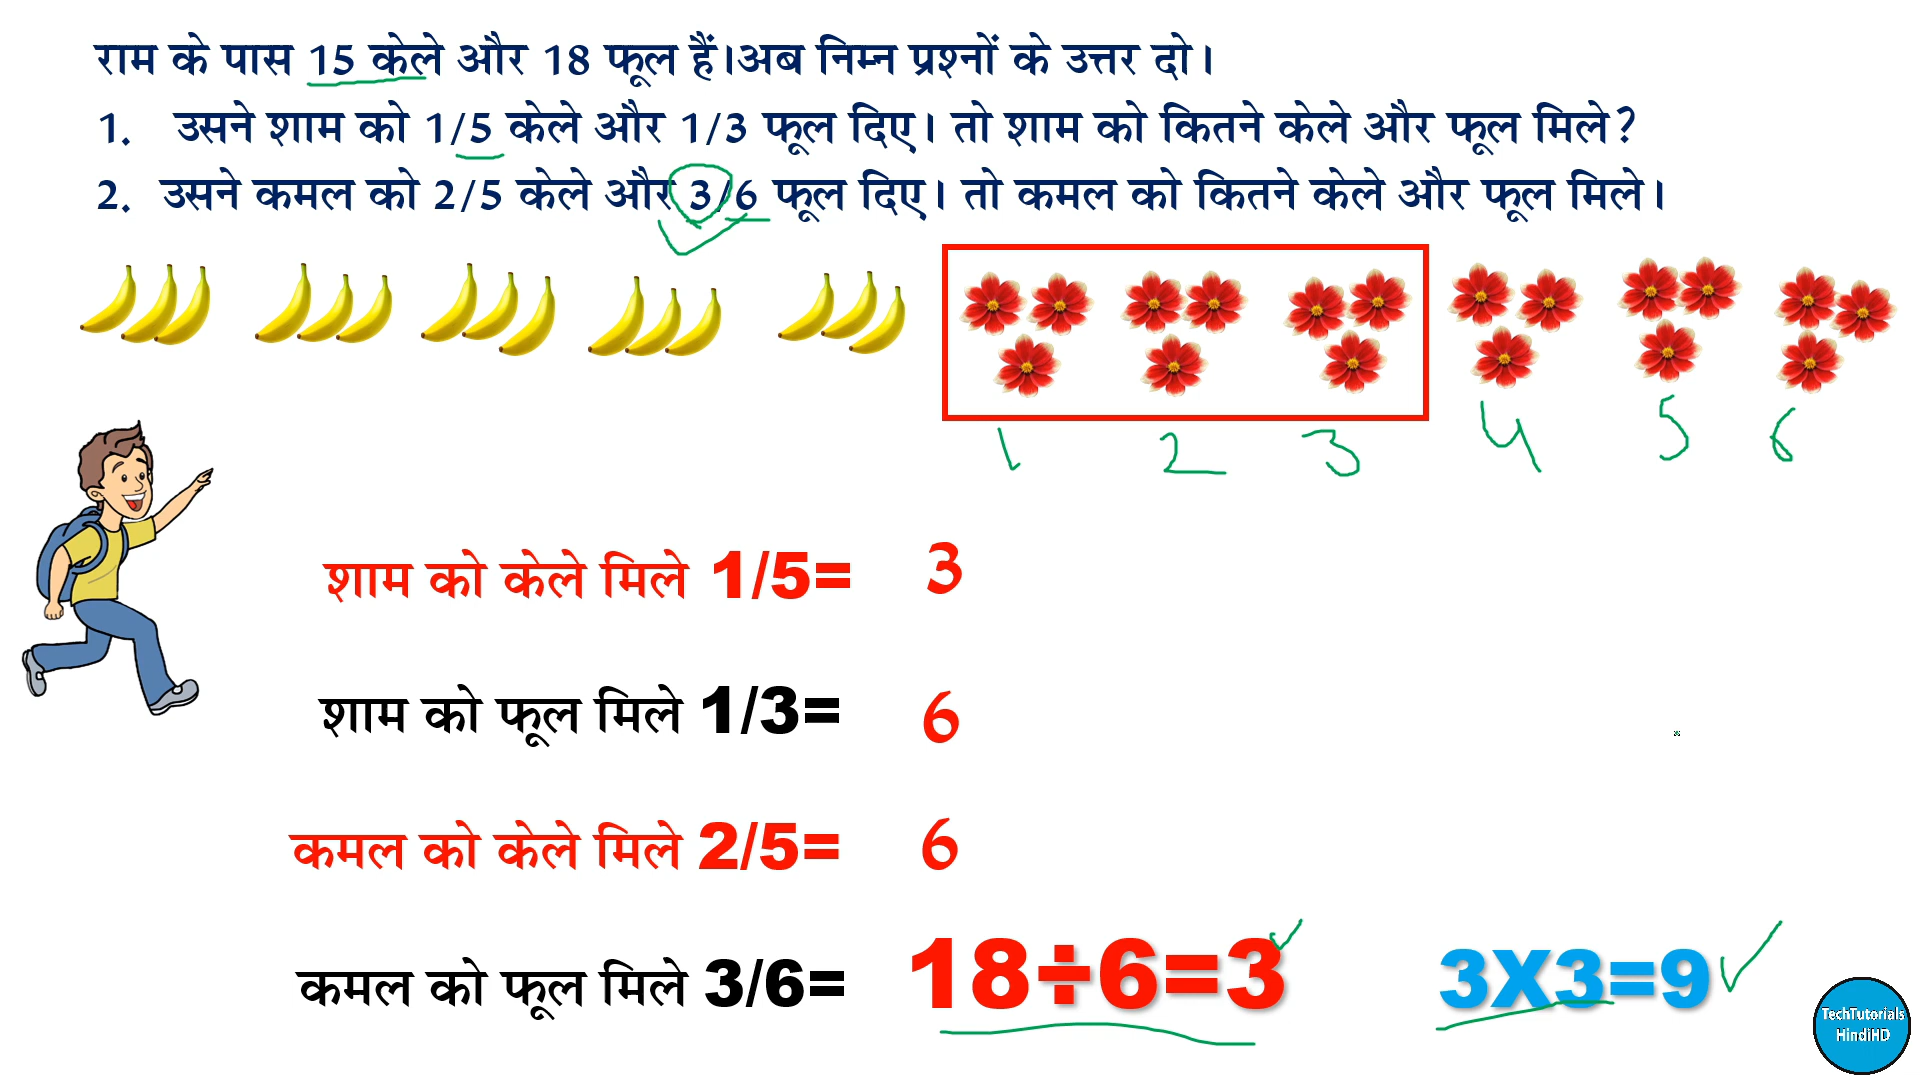 राम के पास 15 केले और 18 फूल हैं।अब निम्न प्रश्नों के उत्तर दो।
1. उसने शाम को 1/5 केले और 1/3 फूल दिए। तो शाम को कितने केले और फूल मिले?
2. उसने कमल को 2/5 केले और 3/6 फूल दिए। तो कमल को कितने केले और फूल मिले।
1 2 3 4 5 6
शाम को केले मिले 1/5= 3
शाम को फूल मिले 1/3= 6
कमल को केले मिले 2/5= 6
कमल को फूल मिले 3/6= 18÷6=3 3X3=9
TechTutorials
HindiHD